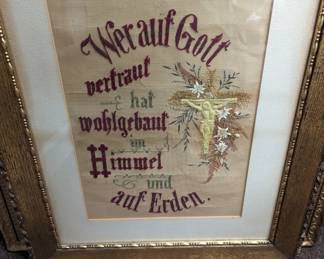 Wer auf Gott
vertraut
hat
wohlgebaut
im
Himmel
und
auf Erden.